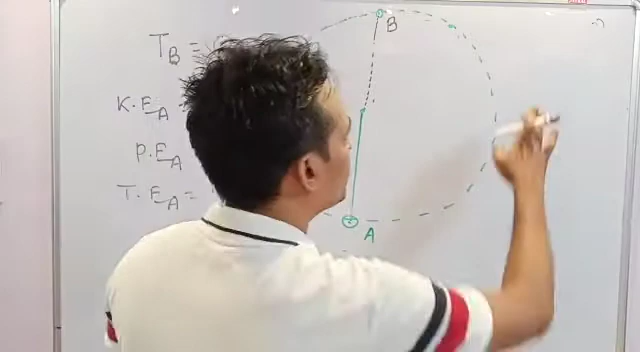 B
T_B =
K.E_A
P.E_A
T.E_A =
A